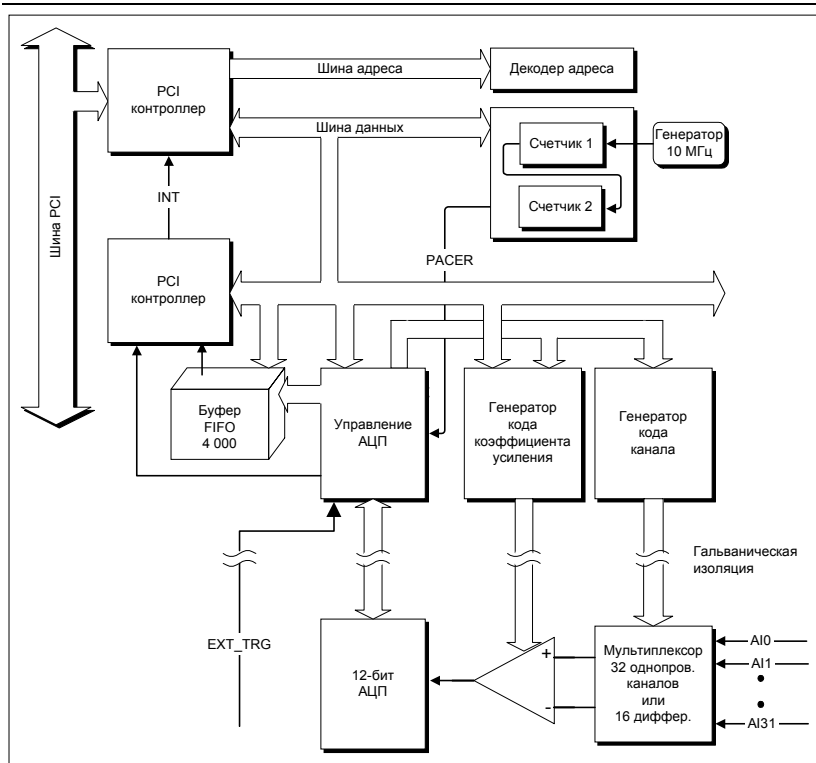 Шина PCI
PCI
контроллер
Шина адреса
Декодер адреса
Шина данных
Счетчик 1
Генератор
10 МГц
Счетчик 2
INT
PACER
PCI
контроллер
Буфер
FIFO
4 000
Управление
АЦП
Генератор
кода
коэффициента
усиления
Генератор
кода
канала
Гальваническая
изоляция
EXT_TRG
12-бит
АЦП
+
-
Мультиплексор
32 однопров.
каналов
или
16 диффер.
AI0
AI1
AI31